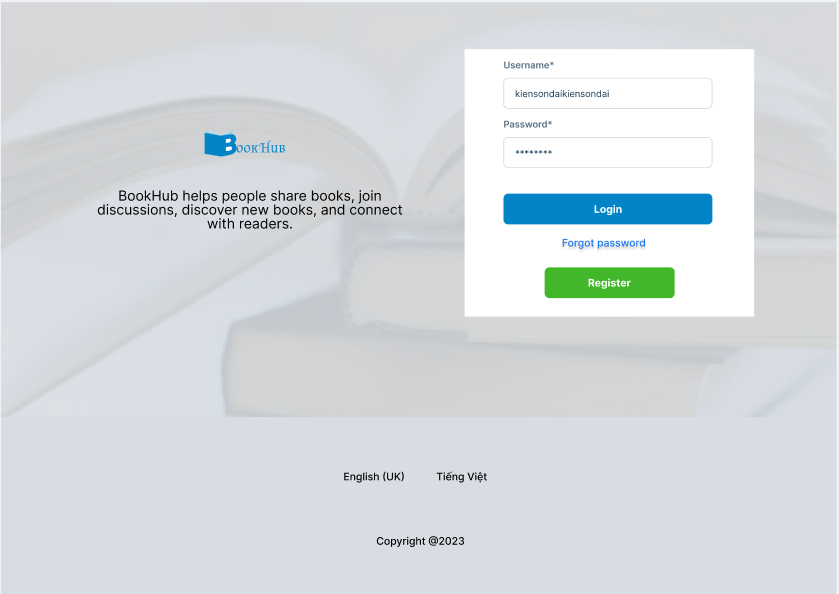 BookHub
BookHub helps people share books, join
discussions, discover new books, and connect
with readers.
Username*
kiensondaikiensondai
Password*
********
Login
Forgot password
Register
English (UK)
Tiếng Việt
Copyright @2023